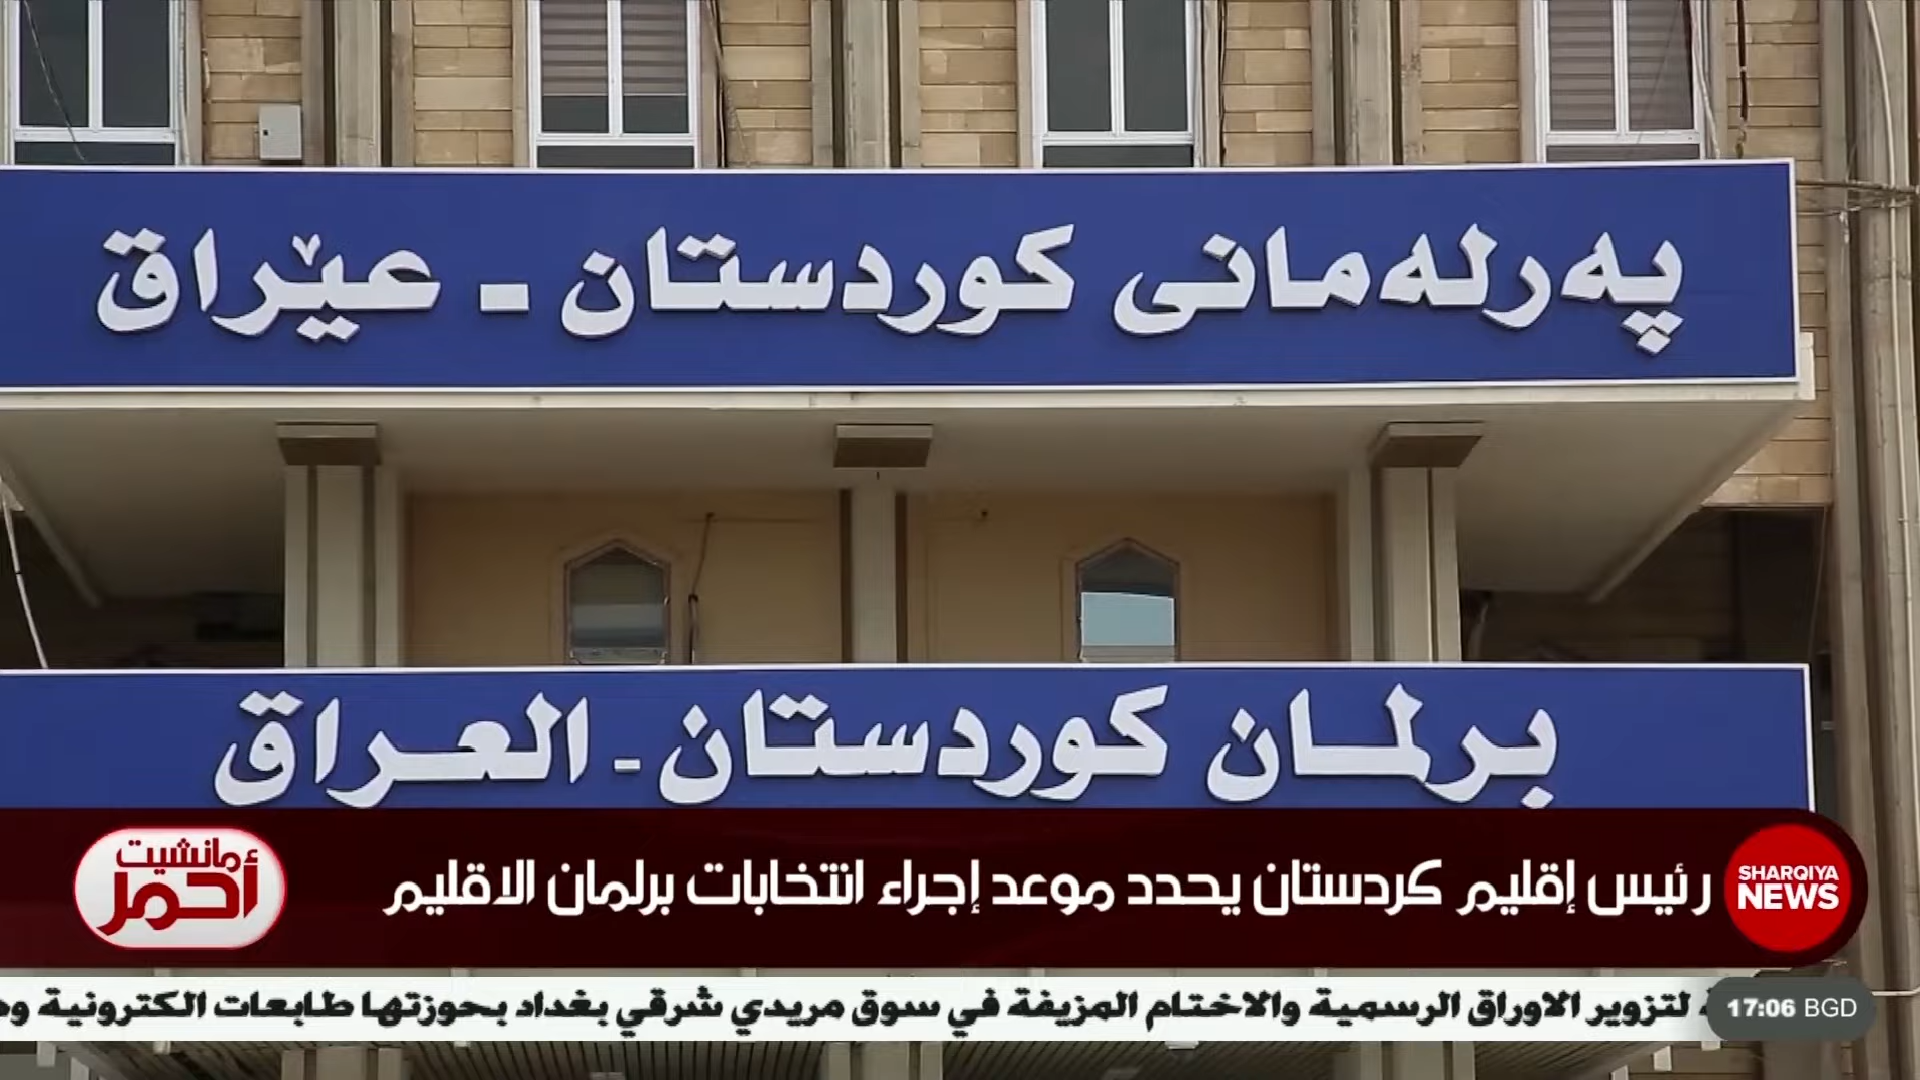 پەرلەمانی کوردستان - عێراق
برلمان كوردستان - العراق
مانشيت
أحمر
رئيس إقليم كردستان يحدد موعد إجراء انتخابات برلمان الاقليم
SHARQIYA
NEWS
لتزوير الاوراق الرسمية والاختام المزيفة في سوق مريدي شرقي بغداد بحوزتها طابعات الكترونية
17:06 BGD